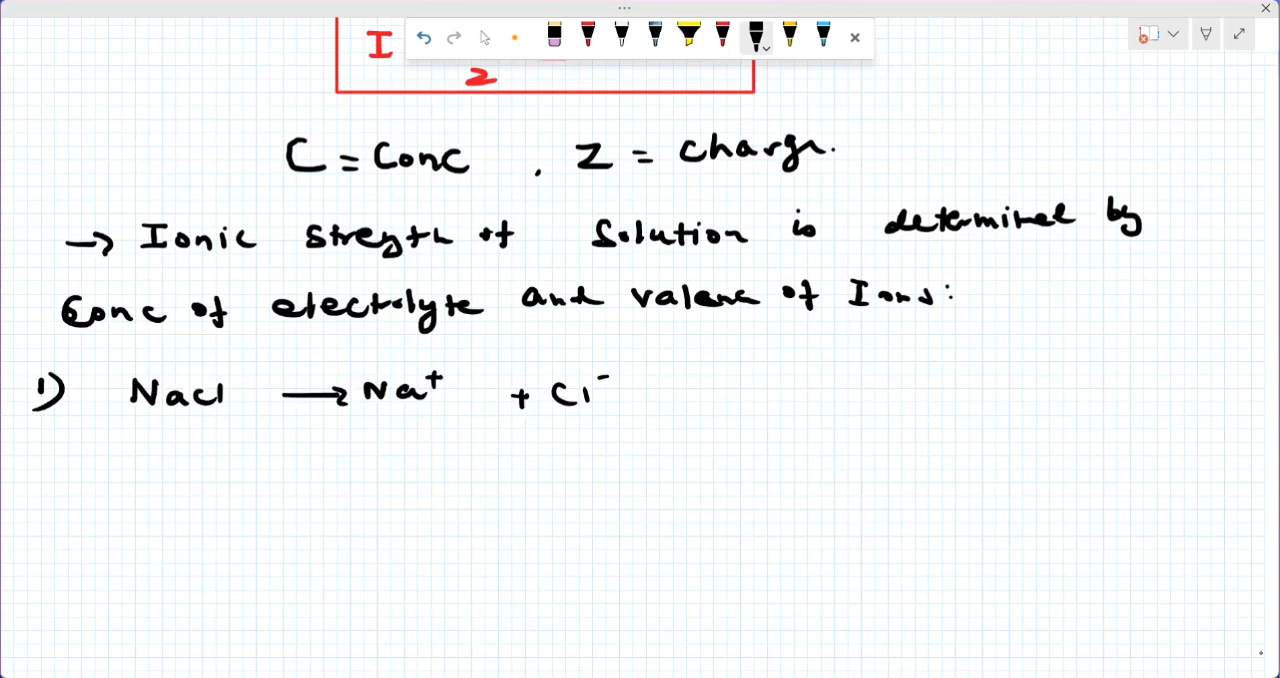 I
2
C = Conc , Z = charge.
→ Ionic Stregth of Solution is determined by
Conc of electrolyte and valence of Ions:
1) NaCl → Na⁺ + Cl⁻